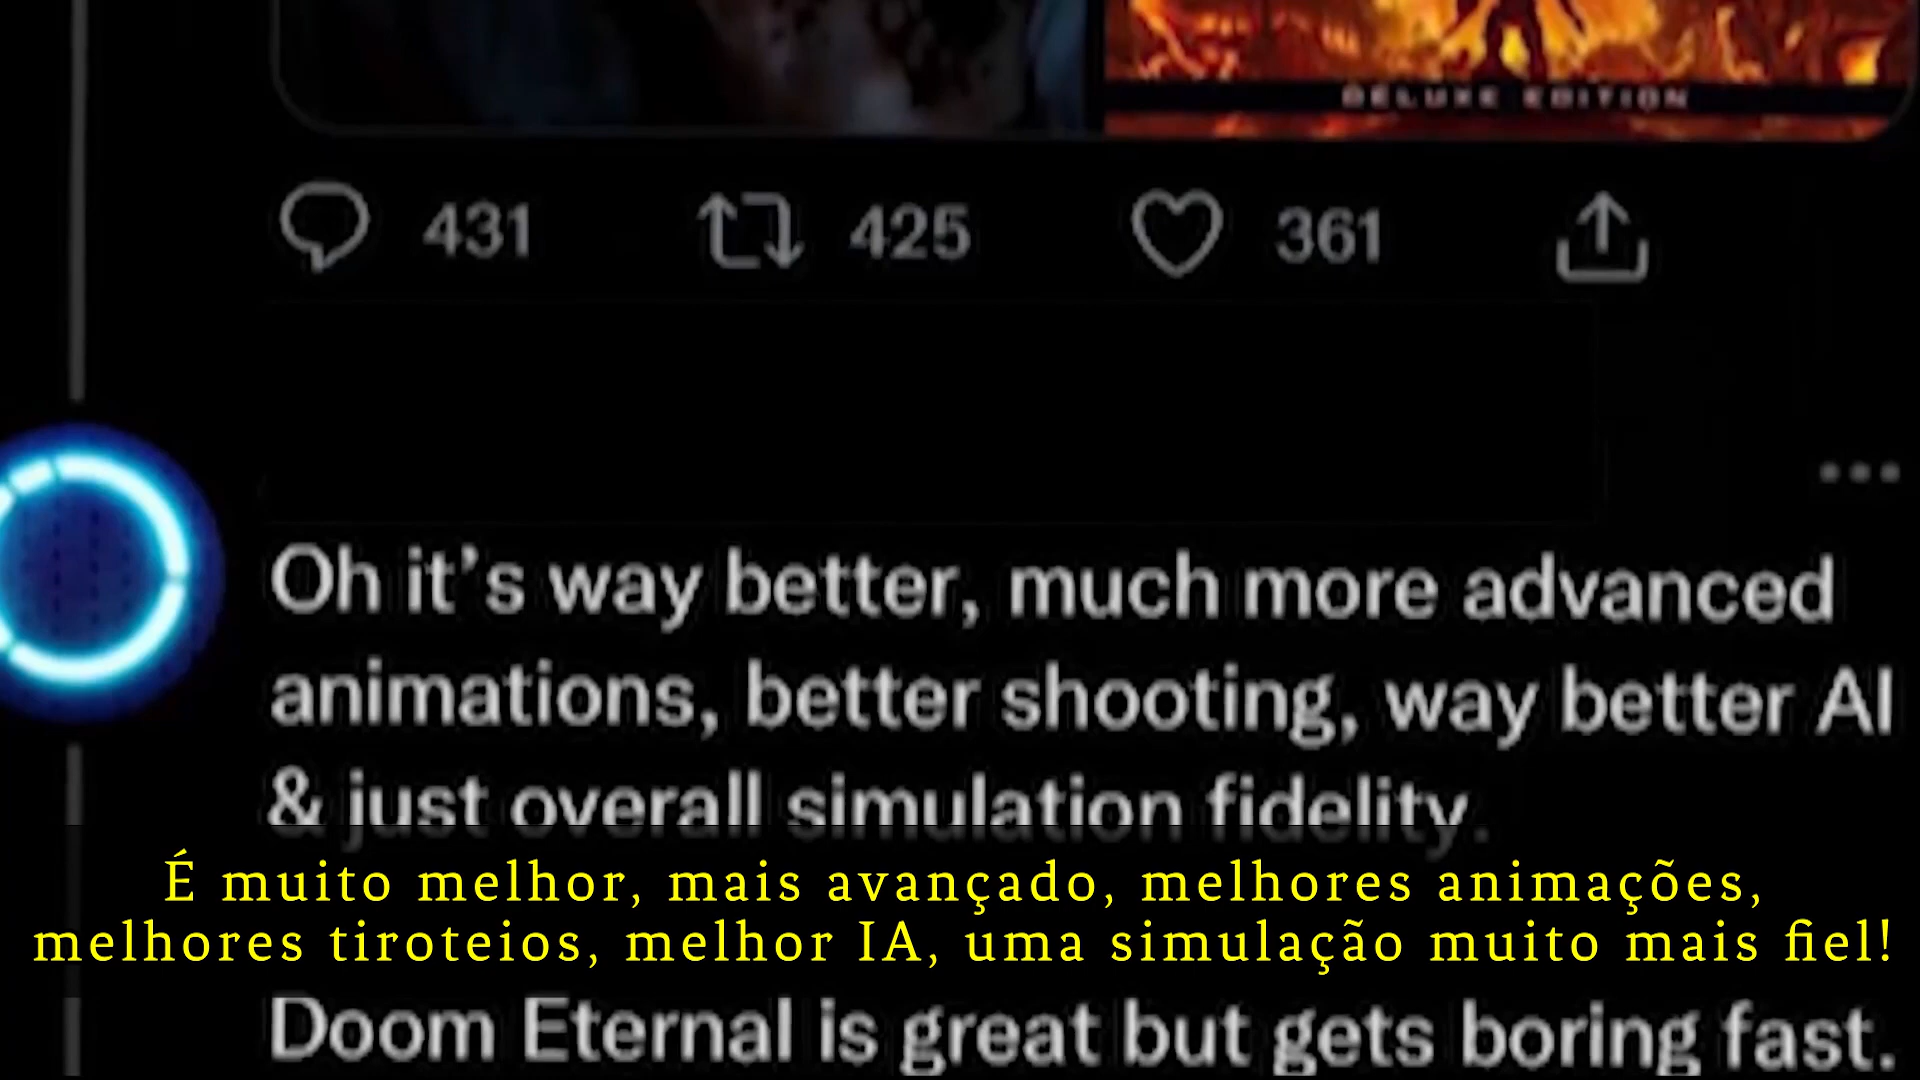 DELUXE EDITION
431 425 361
Oh it's way better, much more advanced
animations, better shooting, way better AI
& just overall simulation fidelity.
É muito melhor, mais avançado, melhores animações,
melhores tiroteios, melhor IA, uma simulação muito mais fiel!
Doom Eternal is great but gets boring fast.